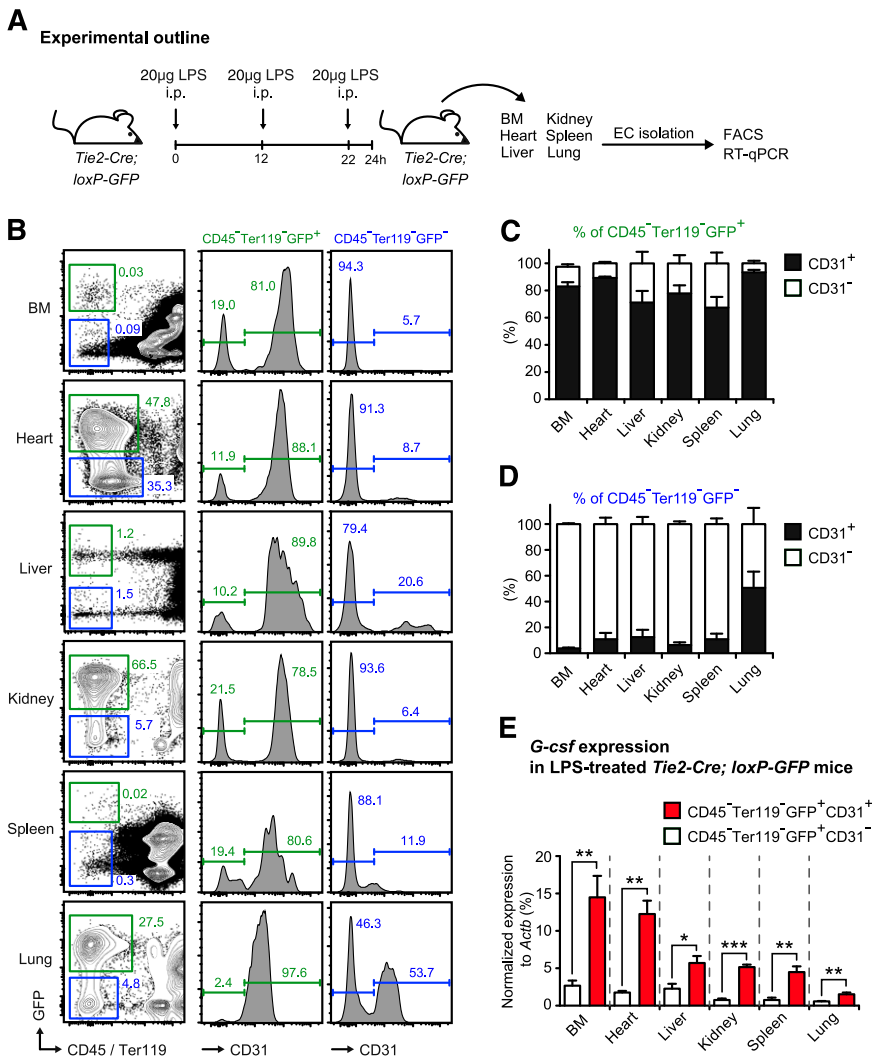 A
Experimental outline
20µg LPS 20µg LPS 20µg LPS
i.p. i.p. i.p.
BM Kidney
Heart Spleen
Liver Lung
EC isolation
FACS
RT-qPCR
Tie2-Cre;
loxP-GFP
0 12 22 24h
Tie2-Cre;
loxP-GFP
B
CD45⁻Ter119⁻GFP⁺ CD45⁻Ter119⁻GFP⁻
BM
0.03
0.09
19.0
81.0
94.3
5.7
Heart
47.8
35.3
11.9
88.1
91.3
8.7
Liver
1.2
1.5
10.2
89.8
79.4
20.6
Kidney
66.5
5.7
21.5
78.5
93.6
6.4
Spleen
0.02
0.3
19.4
80.6
88.1
11.9
Lung
27.5
4.8
2.4
97.6
46.3
53.7
GFP
CD45 / Ter119
CD31
CD31
C
% of CD45⁻Ter119⁻GFP⁺
CD31⁺
CD31⁻
(%)
100
80
60
40
20
0
BM Heart Liver Kidney Spleen Lung
D
% of CD45⁻Ter119⁻GFP⁻
CD31⁺
CD31⁻
(%)
100
80
60
40
20
0
BM Heart Liver Kidney Spleen Lung
E
G-csf expression
in LPS-treated Tie2-Cre; loxP-GFP mice
CD45⁻Ter119⁻GFP⁺CD31⁺
CD45⁻Ter119⁻GFP⁺CD31⁻
Normalized expression
to Actb (%)
20
15
10
5
0
** ** * *** ** **
BM Heart Liver Kidney Spleen Lung